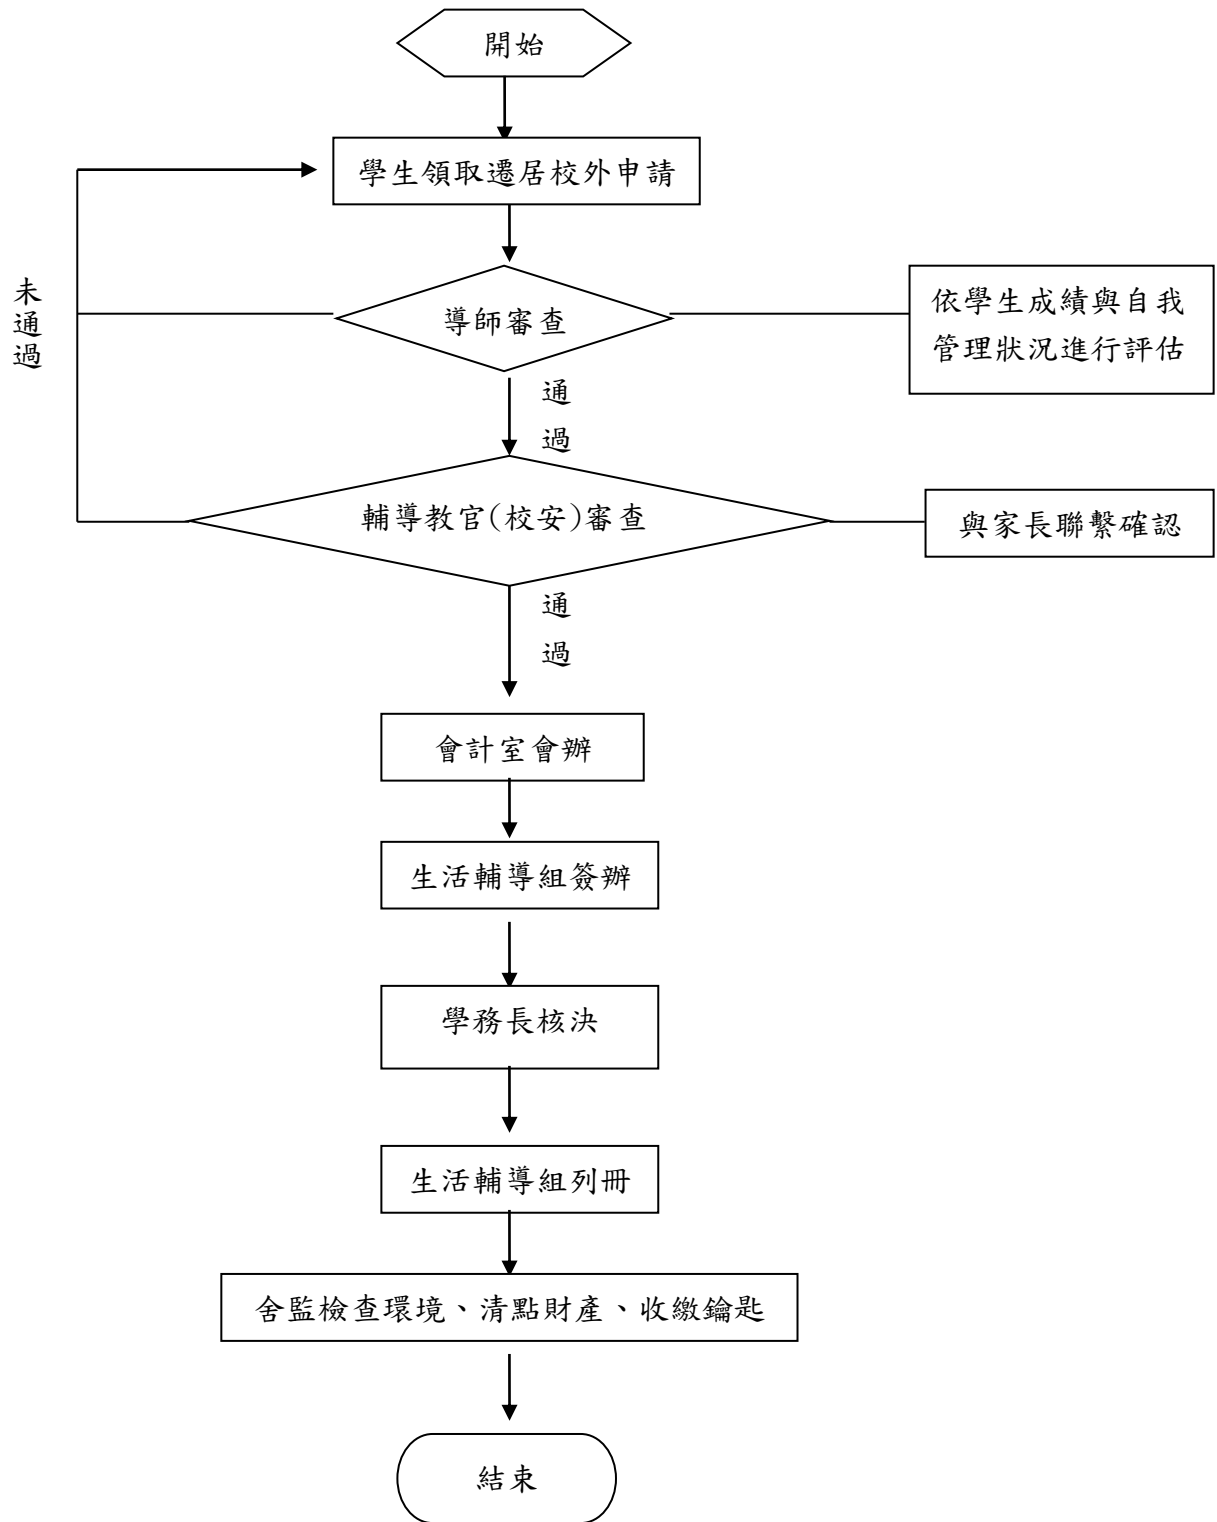 開始
學生領取遷居校外申請
未
通
過
導師審查
依學生成績與自我
管理狀況進行評估
通
過
輔導教官(校安)審查
與家長聯繫確認
通
過
會計室會辦
生活輔導組簽辦
學務長核決
生活輔導組列冊
舍監檢查環境、清點財產、收繳鑰匙
結束